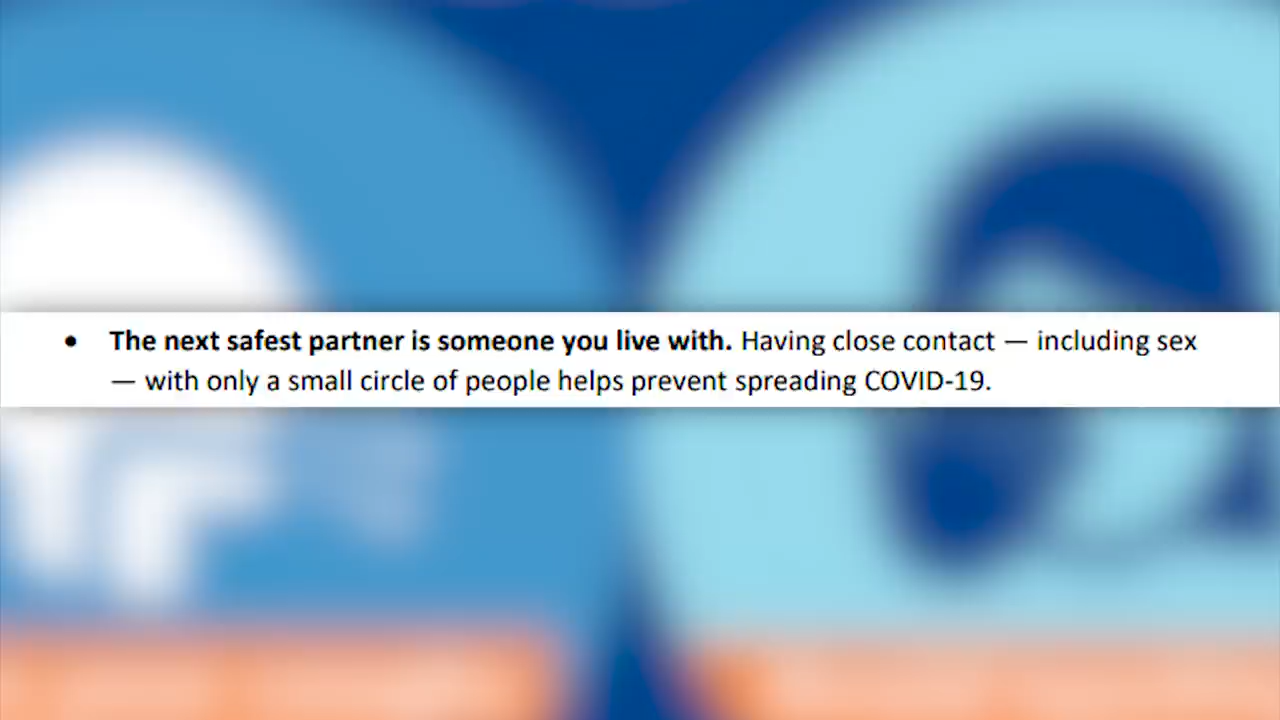 • The next safest partner is someone you live with. Having close contact — including sex
— with only a small circle of people helps prevent spreading COVID-19.